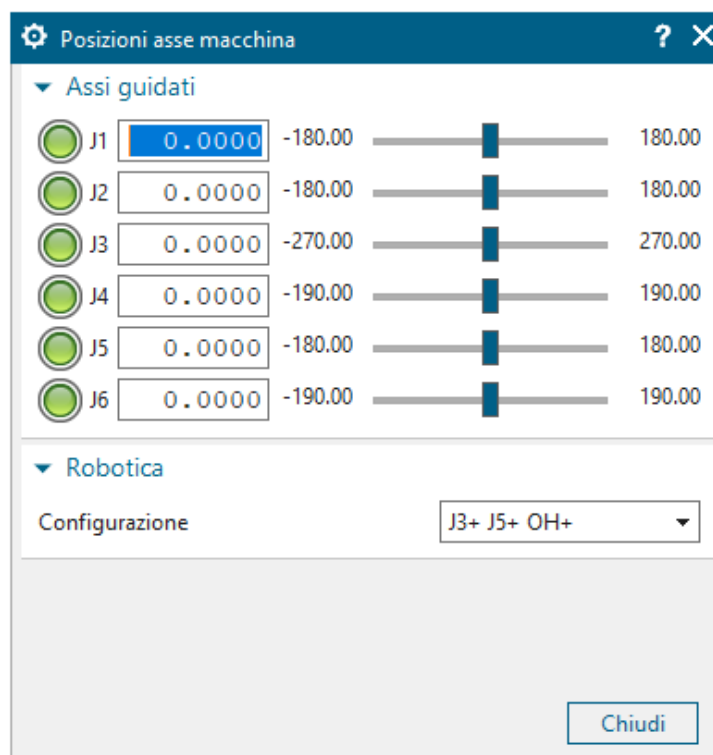 Posizioni asse macchina ?
Assi guidati
J1 0.0000 -180.00 180.00
J2 0.0000 -180.00 180.00
J3 0.0000 -270.00 270.00
J4 0.0000 -190.00 190.00
J5 0.0000 -180.00 180.00
J6 0.0000 -190.00 190.00
Robotica
Configurazione J3+ J5+ OH+
Chiudi